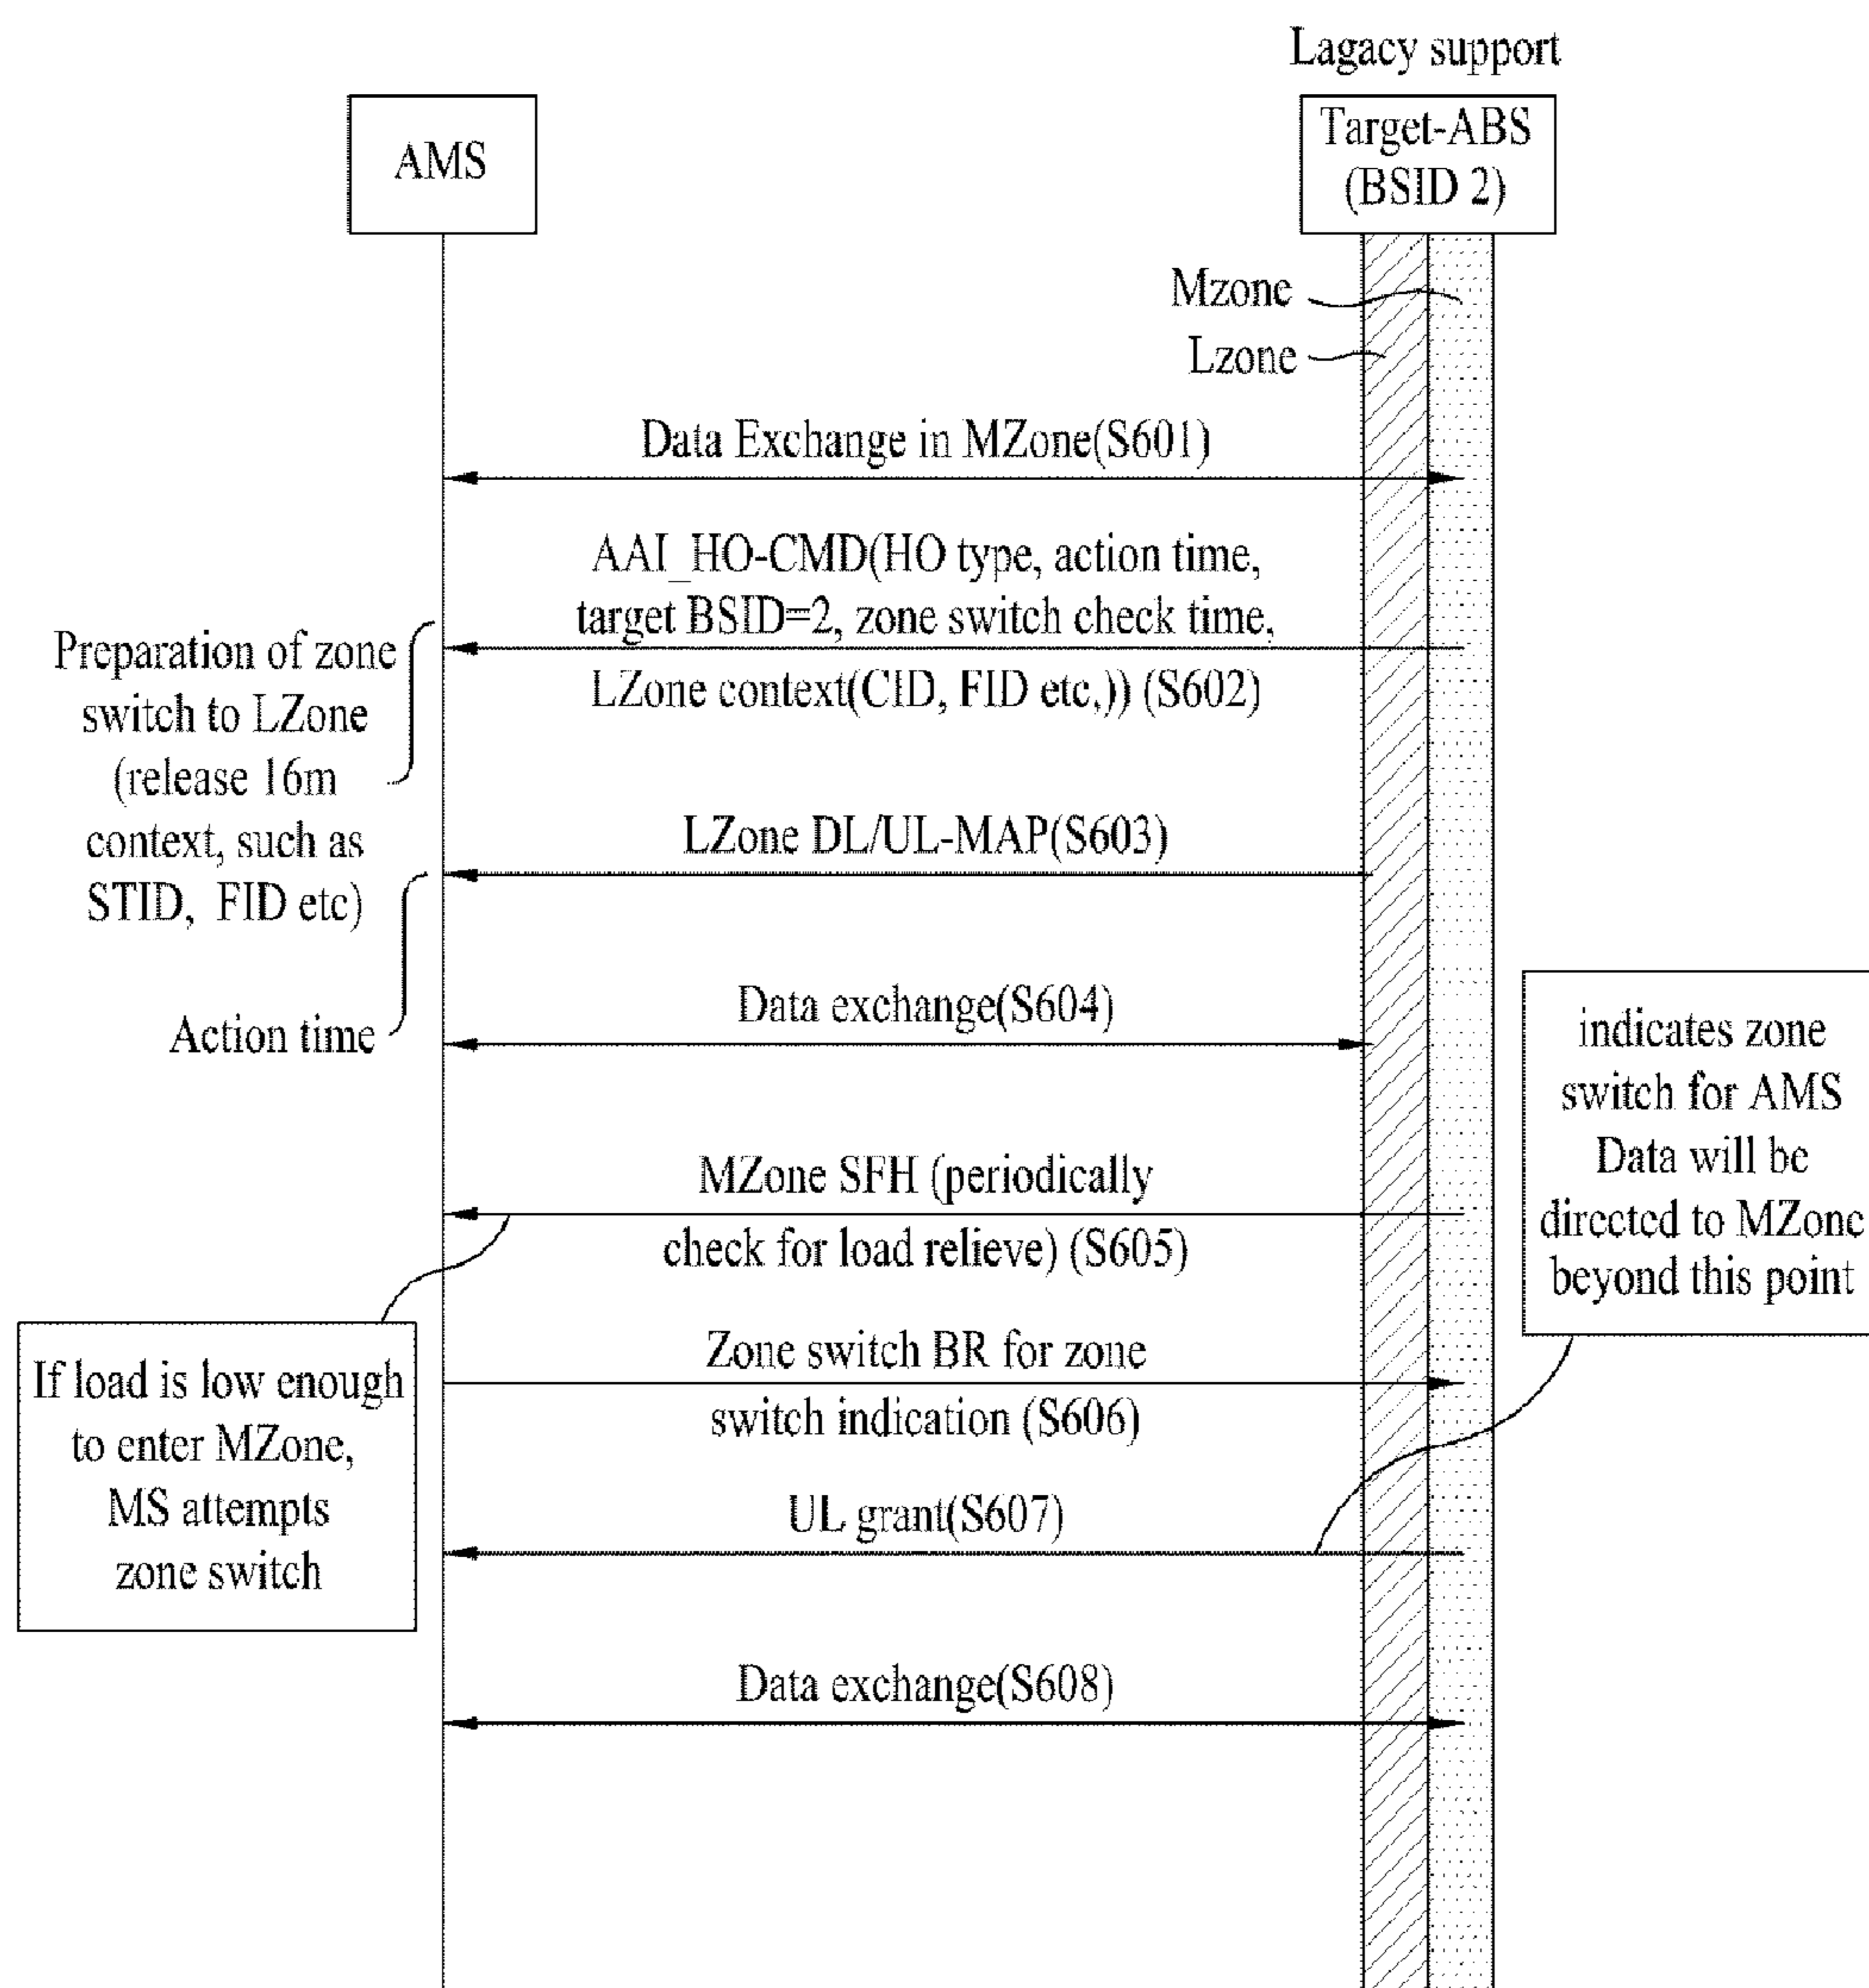 Lagacy support
AMS
Target-ABS
(BSID 2)
Mzone
Lzone
Data Exchange in MZone(S601)
AAI_HO-CMD(HO type, action time,
target BSID=2, zone switch check time,
LZone context(CID, FID etc,)) (S602)
Preparation of zone
switch to LZone
(release 16m
context, such as
STID, FID etc)
LZone DL/UL-MAP(S603)
Action time
Data exchange(S604)
indicates zone
switch for AMS
Data will be
directed to MZone
beyond this point
MZone SFH (periodically
check for load relieve) (S605)
If load is low enough
to enter MZone,
MS attempts
zone switch
Zone switch BR for zone
switch indication (S606)
UL grant(S607)
Data exchange(S608)